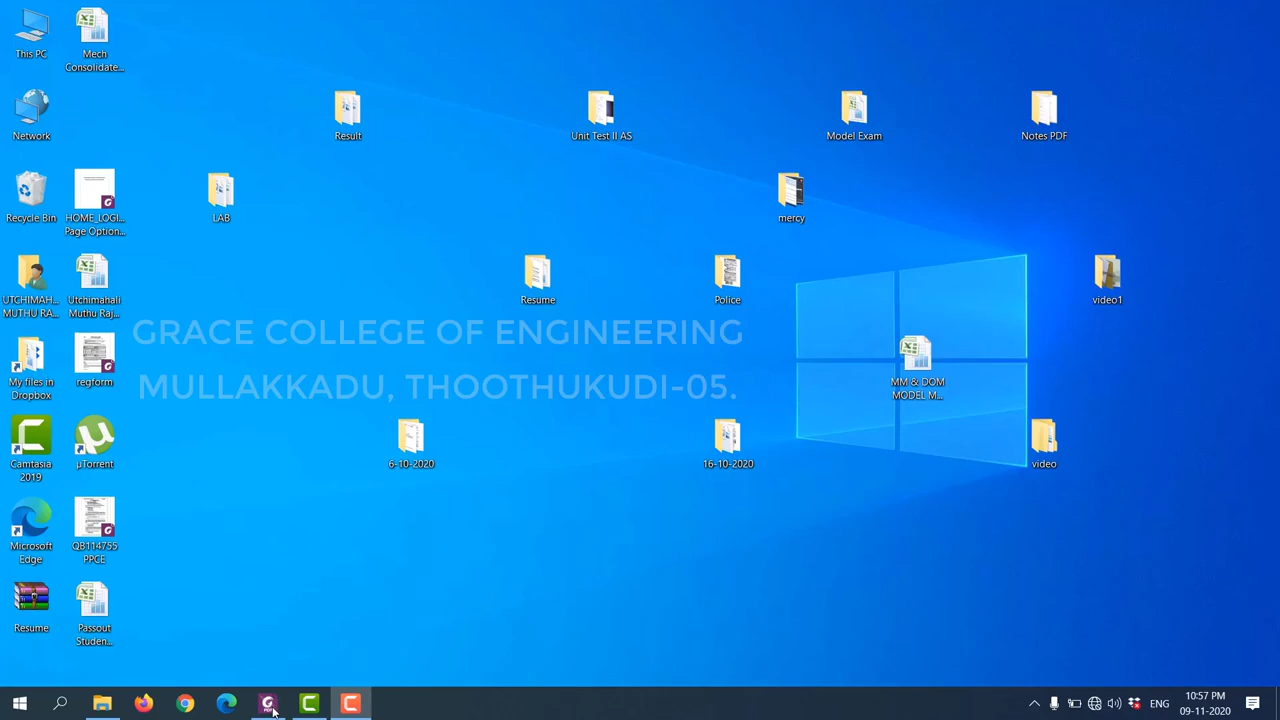 This PC
Mech
Consolidate...
Network
Result
Unit Test II AS
Model Exam
Notes PDF
Recycle Bin
HOME_LOGI...
Page Option...
LAB
mercy
UTCHIMAH...
MUTHU RA...
Utchimahali
Muthu Raj...
Resume
Police
video1
GRACE COLLEGE OF ENGINEERING
MULLAKKADU, THOOTHUKUDI-05.
My files in
Dropbox
regform
MM & DOM
MODEL M...
Camtasia
2019
µTorrent
6-10-2020
16-10-2020
video
Microsoft
Edge
QB114755
PPCE
Resume
Passout
Studen...
ENG
10:57 PM
09-11-2020